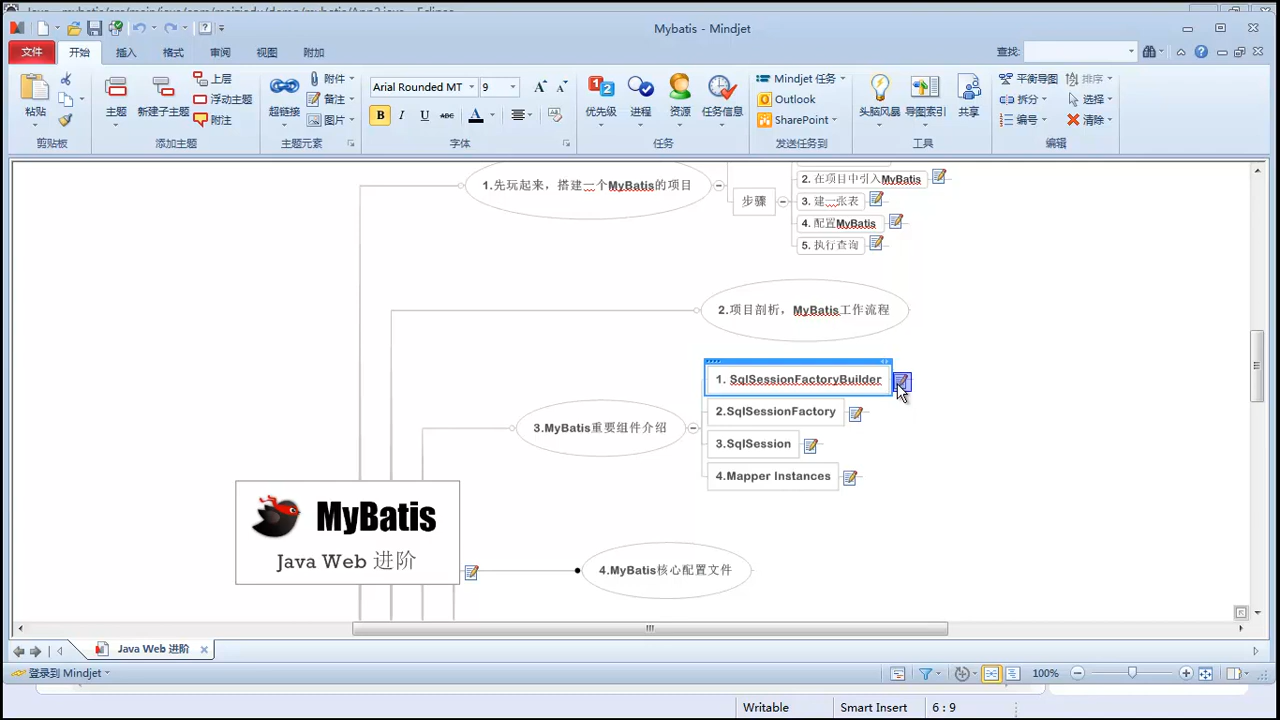 Mybatis - Mindjet
文件 开始 插入 格式 审阅 视图 附加 查找:
粘贴 主题 新建子主题 上层 浮动主题 附注 超链接 附件 备注 图片 Arial Rounded MT 9 优先级 进程 资源 任务信息 Mindjet 任务 Outlook SharePoint 头脑风暴 导图索引 共享 平衡导图 排序 拆分 选择 编号 清除
B I U ABC A
剪贴板 添加主题 主题元素 字体 任务 发送任务到 工具 编辑
1.先玩起来，搭建一个MyBatis的项目
步骤
2. 在项目中引入MyBatis
3. 建一张表
4. 配置MyBatis
5. 执行查询
2.项目剖析，MyBatis工作流程
3.MyBatis重要组件介绍
1. SqlSessionFactoryBuilder
2.SqlSessionFactory
3.SqlSession
4.Mapper Instances
MyBatis
Java Web 进阶
4.MyBatis核心配置文件
Java Web 进阶
登录到 Mindjet 100%
Writable Smart Insert 6 : 9